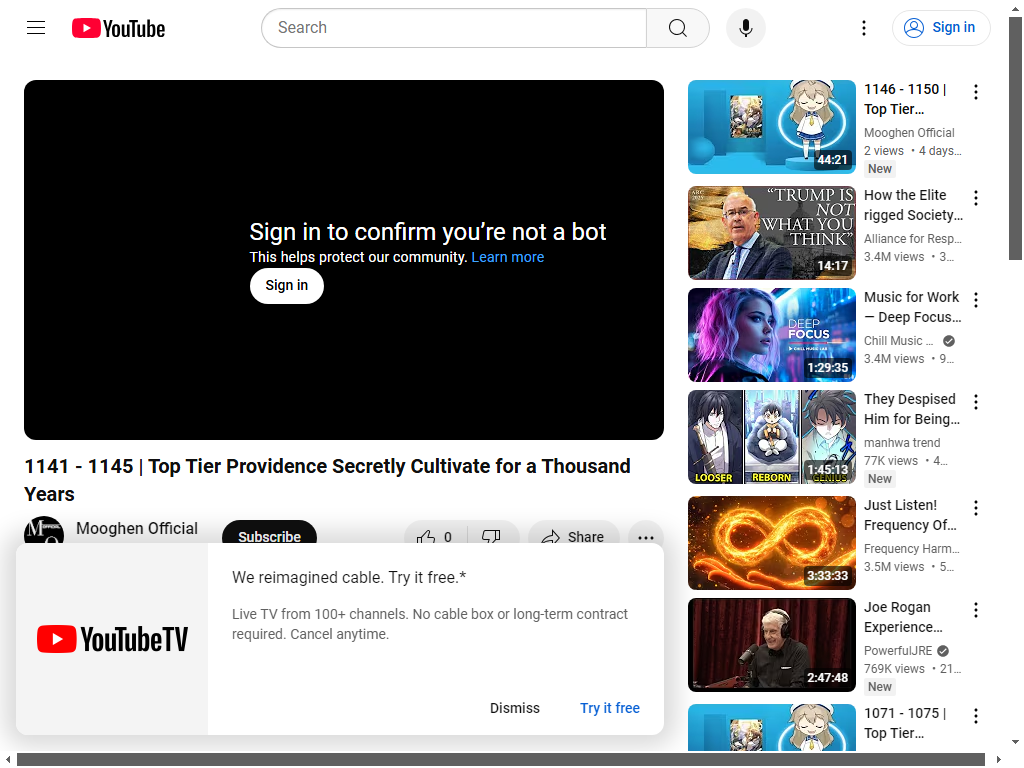 YouTube
Search
Sign in
Sign in to confirm you’re not a bot
This helps protect our community. Learn more
Sign in
1141 - 1145 | Top Tier Providence Secretly Cultivate for a Thousand
Years
Mooghen Official
Subscribe
0
Share
YouTubeTV
We reimagined cable. Try it free.*
Live TV from 100+ channels. No cable box or long-term contract
required. Cancel anytime.
Dismiss
Try it free
44:21
1146 - 1150 |
Top Tier…
Mooghen Official
2 views • 4 days…
New
ABC
2025
“TRUMP IS
NOT
WHAT YOU
THINK”
14:17
How the Elite
rigged Society…
Alliance for Resp…
3.4M views • 3…
DEEP
FOCUS
CHILL MUSIC LAB
1:29:35
Music for Work
— Deep Focus…
Chill Music …
3.4M views • 9…
LOOSER
REBORN
GENIUS
1:45:13
They Despised
Him for Being…
manhwa trend
77K views • 4…
New
3:33:33
Just Listen!
Frequency Of…
Frequency Harm…
3.5M views • 5…
2:47:48
Joe Rogan
Experience…
PowerfulJRE
769K views • 21…
New
1071 - 1075 |
Top Tier…